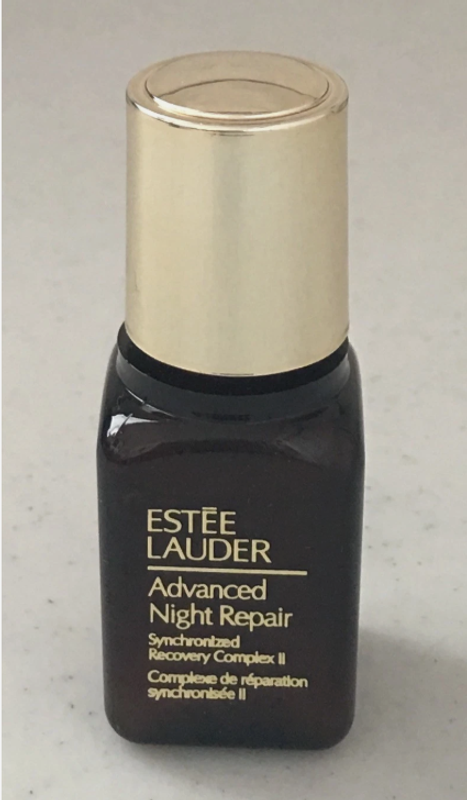 ESTĒE
LAUDER
Advanced
Night Repair
Synchronized
Recovery Complex II
Complexe de réparation
synchronisée II